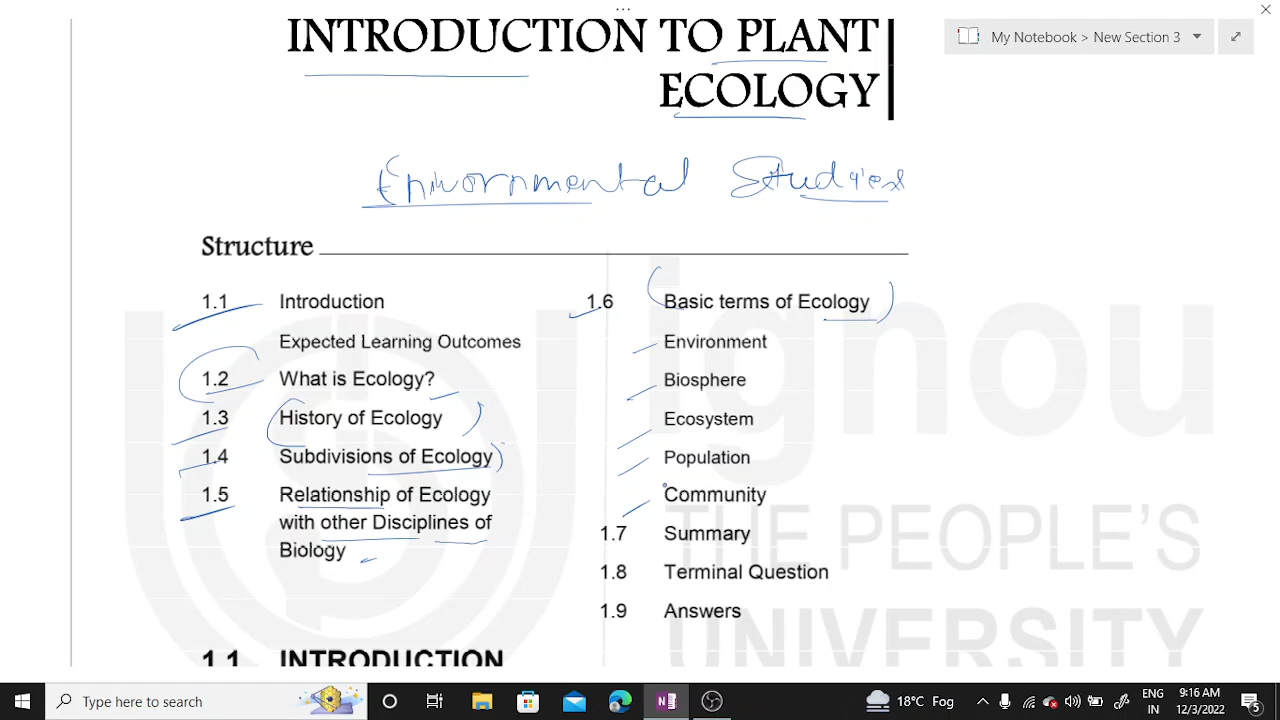 ...
My Notebook > New Section 3
INTRODUCTION TO PLANT
ECOLOGY
Enivornmental Studies
Structure
1.1 Introduction
Expected Learning Outcomes
1.2 What is Ecology?
1.3 History of Ecology
1.4 Subdivisions of Ecology
1.5 Relationship of Ecology
with other Disciplines of
Biology
1.6 Basic terms of Ecology
Environment
Biosphere
Ecosystem
Population
Community
1.7 Summary
1.8 Terminal Question
1.9 Answers
ignou
THE PEOPLE'S
UNIVERSITY
1.1 INTRODUCTION
Type here to search
18°C Fog
ENG
IN
9:16 AM
12/3/2022
5